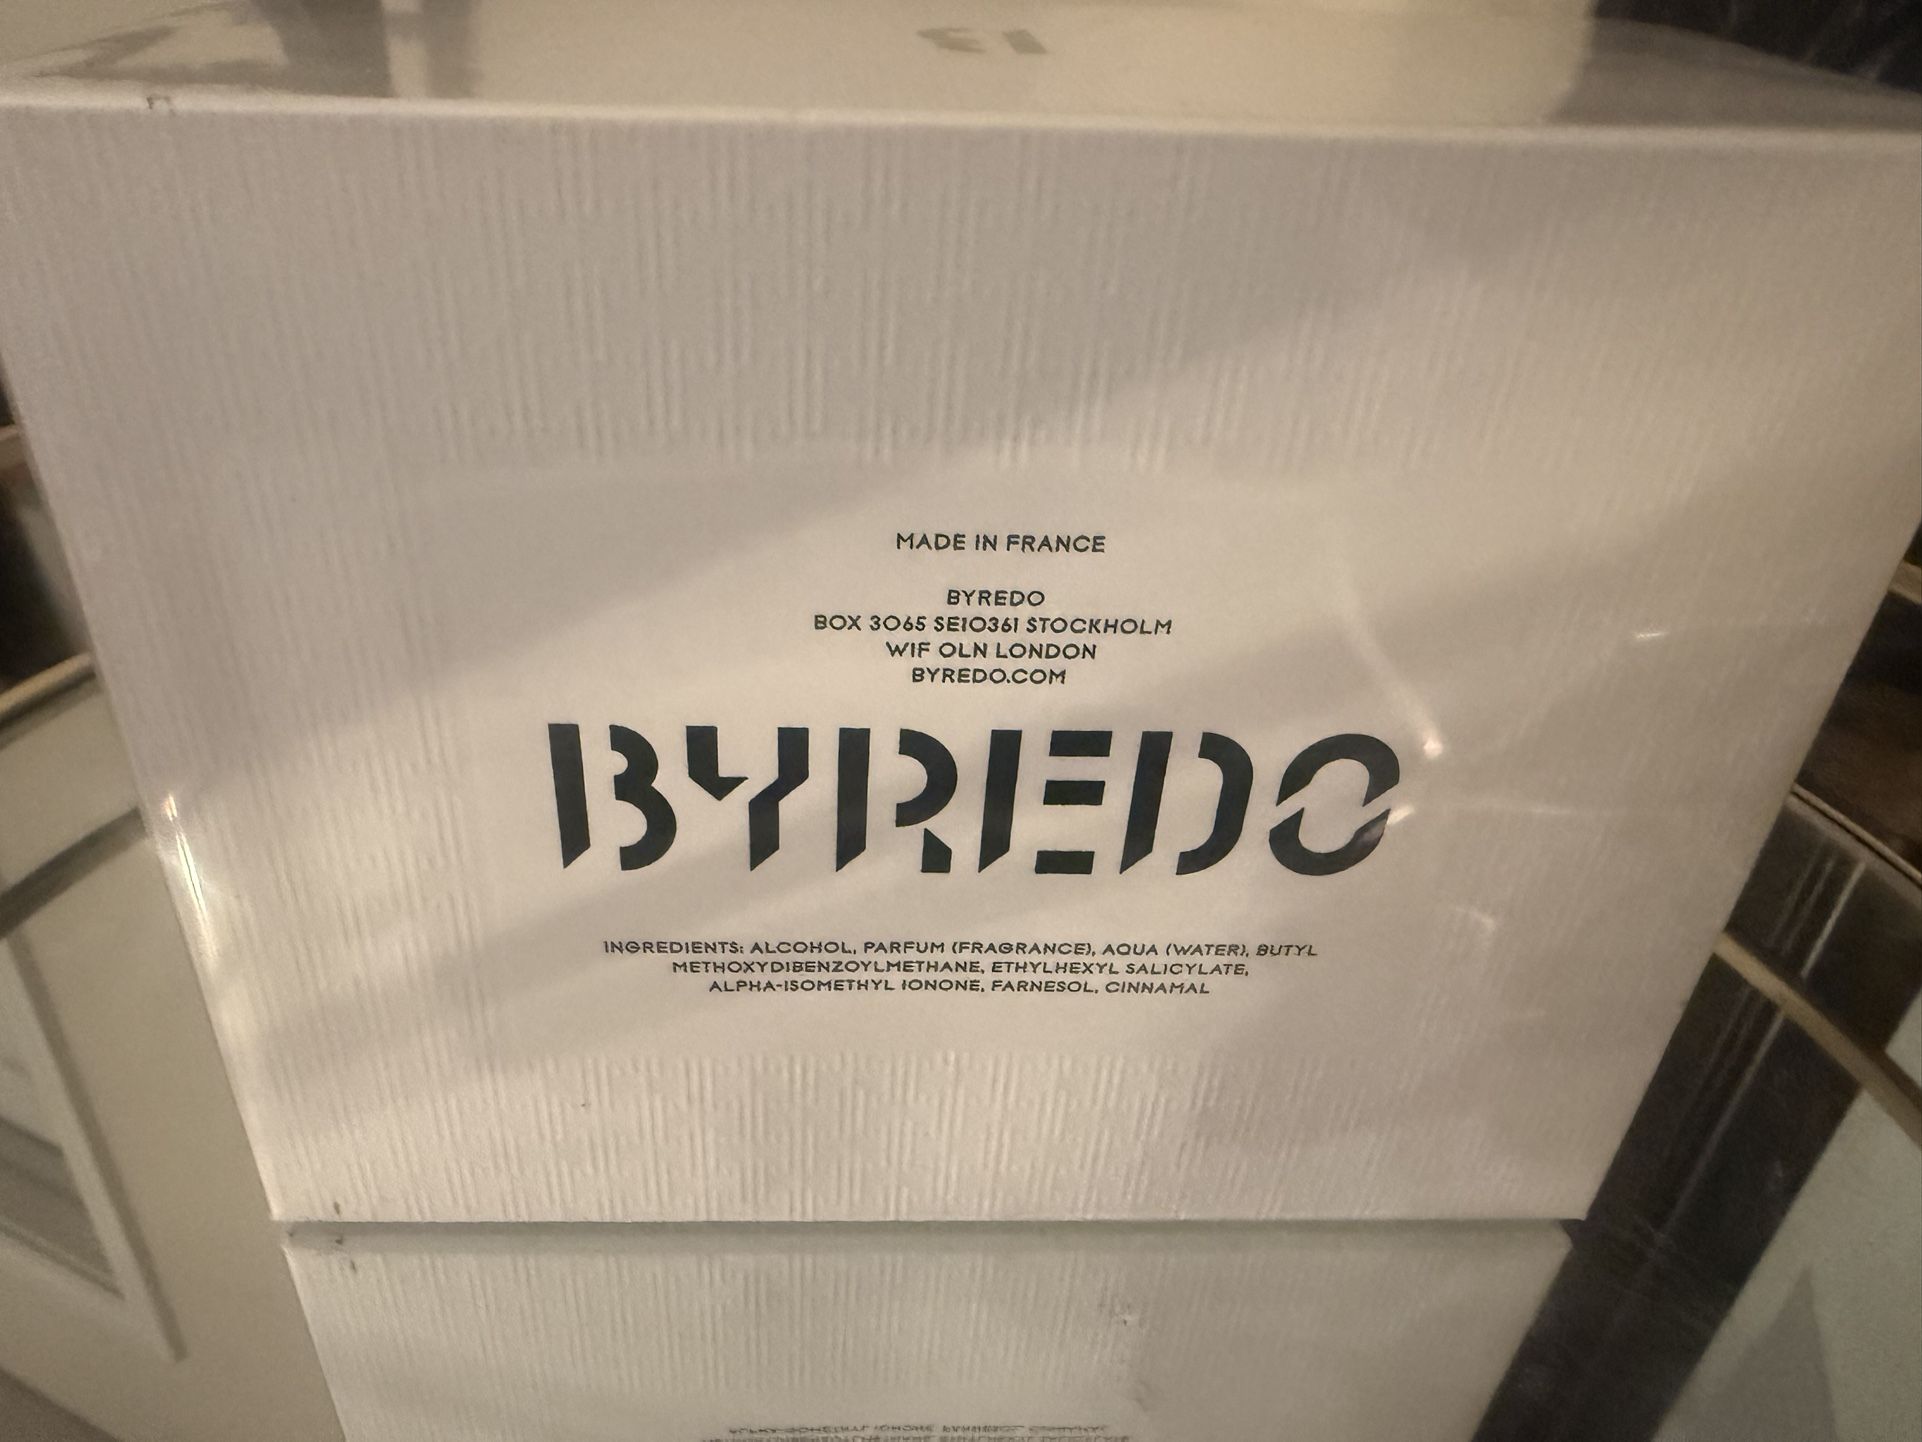 MADE IN FRANCE
BYREDO
BOX 3065 SE10361 STOCKHOLM
W1F 0LN LONDON
BYREDO.COM
BYREDO
INGREDIENTS: ALCOHOL, PARFUM (FRAGRANCE), AQUA (WATER), BUTYL
METHOXYDIBENZOYLMETHANE, ETHYLHEXYL SALICYLATE,
ALPHA-ISOMETHYL IONONE, FARNESOL, CINNAMAL